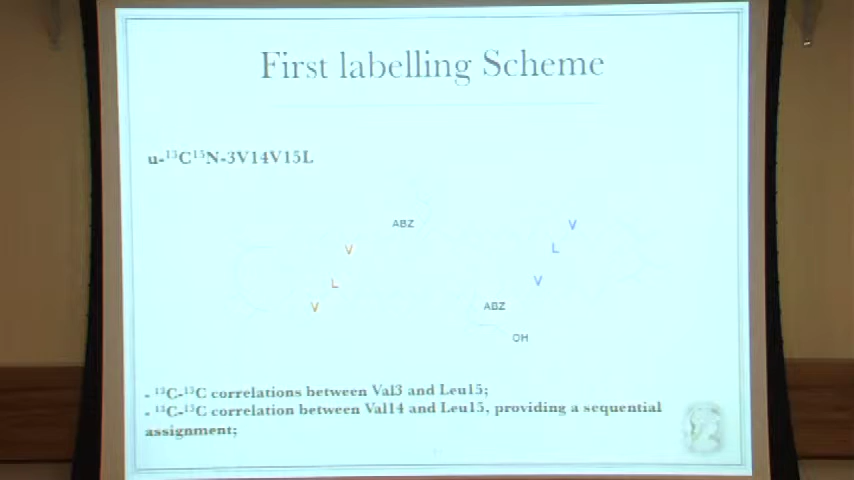 First labelling Scheme
u-¹³C¹⁵N-3V14V15L
ABZ
V
V
L
L
V
V
ABZ
OH
- ¹³C-¹³C correlations between Val3 and Leu15;
- ¹³C-¹³C correlation between Val14 and Leu15, providing a sequential
assignment;